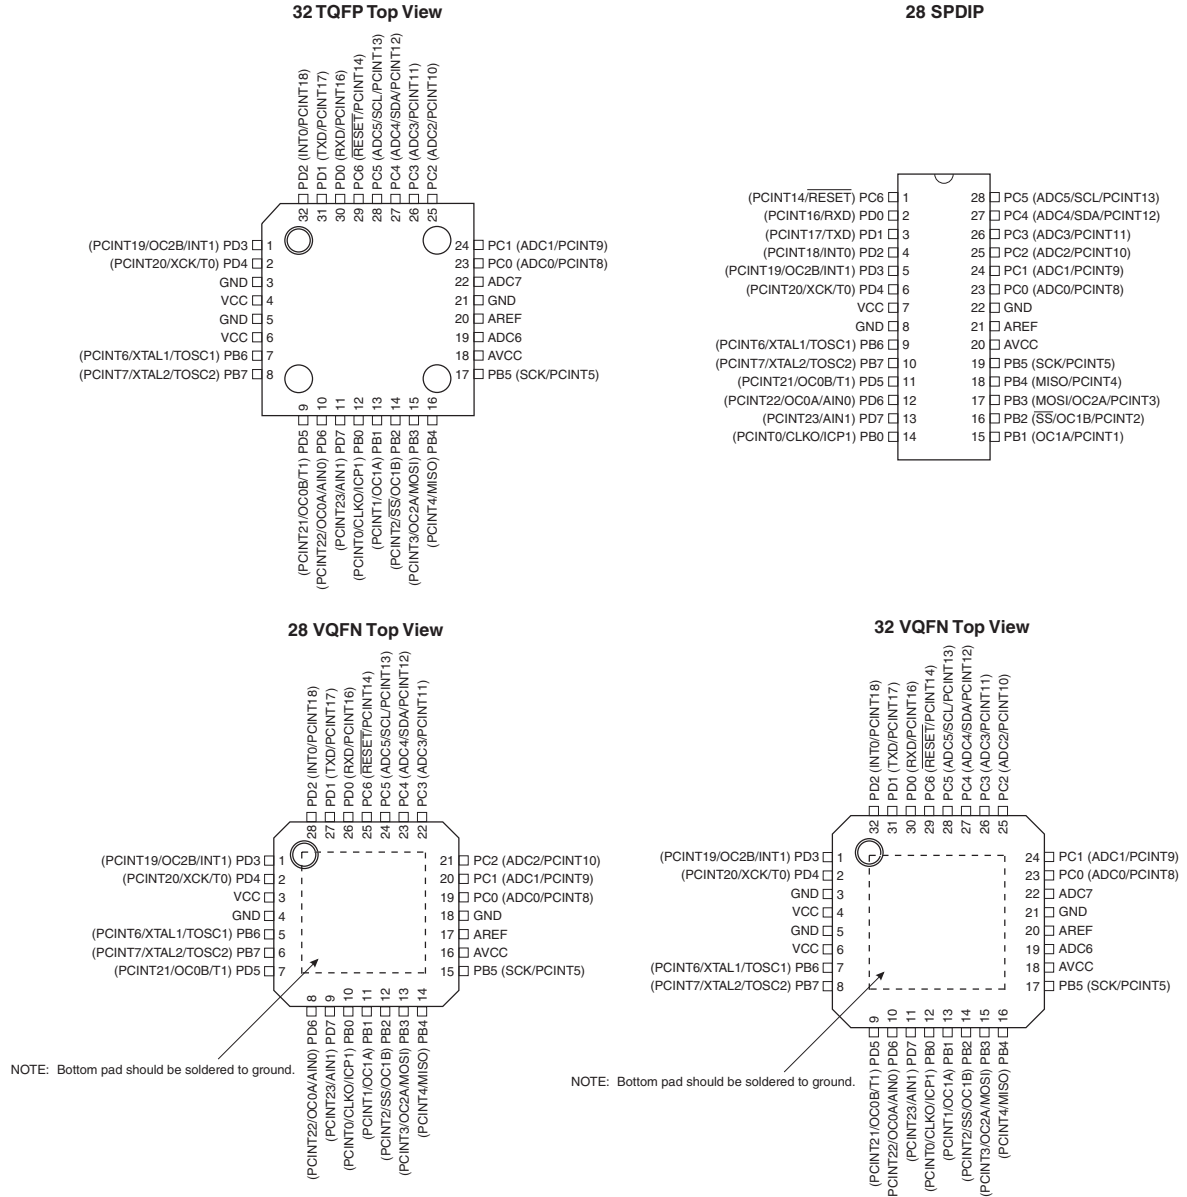 32 TQFP Top View
32
31
30
29
28
27
26
25
PD2 (INT0/PCINT18)
PD1 (TXD/PCINT17)
PD0 (RXD/PCINT16)
PC6 (RESET/PCINT14)
PC5 (ADC5/SCL/PCINT13)
PC4 (ADC4/SDA/PCINT12)
PC3 (ADC3/PCINT11)
PC2 (ADC2/PCINT10)
(PCINT19/OC2B/INT1) PD3 1
(PCINT20/XCK/T0) PD4 2
GND 3
VCC 4
GND 5
VCC 6
(PCINT6/XTAL1/TOSC1) PB6 7
(PCINT7/XTAL2/TOSC2) PB7 8
24 PC1 (ADC1/PCINT9)
23 PC0 (ADC0/PCINT8)
22 ADC7
21 GND
20 AREF
19 ADC6
18 AVCC
17 PB5 (SCK/PCINT5)
9
10
11
12
13
14
15
16
(PCINT21/OC0B/T1) PD5
(PCINT22/OC0A/AIN0) PD6
(PCINT23/AIN1) PD7
(PCINT0/CLKO/ICP1) PB0
(PCINT1/OC1A) PB1
(PCINT2/SS/OC1B) PB2
(PCINT3/OC2A/MOSI) PB3
(PCINT4/MISO) PB4
28 SPDIP
(PCINT14/RESET) PC6 1
(PCINT16/RXD) PD0 2
(PCINT17/TXD) PD1 3
(PCINT18/INT0) PD2 4
(PCINT19/OC2B/INT1) PD3 5
(PCINT20/XCK/T0) PD4 6
VCC 7
GND 8
(PCINT6/XTAL1/TOSC1) PB6 9
(PCINT7/XTAL2/TOSC2) PB7 10
(PCINT21/OC0B/T1) PD5 11
(PCINT22/OC0A/AIN0) PD6 12
(PCINT23/AIN1) PD7 13
(PCINT0/CLKO/ICP1) PB0 14
28 PC5 (ADC5/SCL/PCINT13)
27 PC4 (ADC4/SDA/PCINT12)
26 PC3 (ADC3/PCINT11)
25 PC2 (ADC2/PCINT10)
24 PC1 (ADC1/PCINT9)
23 PC0 (ADC0/PCINT8)
22 GND
21 AREF
20 AVCC
19 PB5 (SCK/PCINT5)
18 PB4 (MISO/PCINT4)
17 PB3 (MOSI/OC2A/PCINT3)
16 PB2 (SS/OC1B/PCINT2)
15 PB1 (OC1A/PCINT1)
28 VQFN Top View
28
27
26
25
24
23
22
PD2 (INT0/PCINT18)
PD1 (TXD/PCINT17)
PD0 (RXD/PCINT16)
PC6 (RESET/PCINT14)
PC5 (ADC5/SCL/PCINT13)
PC4 (ADC4/SDA/PCINT12)
PC3 (ADC3/PCINT11)
(PCINT19/OC2B/INT1) PD3 1
(PCINT20/XCK/T0) PD4 2
VCC 3
GND 4
(PCINT6/XTAL1/TOSC1) PB6 5
(PCINT7/XTAL2/TOSC2) PB7 6
(PCINT21/OC0B/T1) PD5 7
21 PC2 (ADC2/PCINT10)
20 PC1 (ADC1/PCINT9)
19 PC0 (ADC0/PCINT8)
18 GND
17 AREF
16 AVCC
15 PB5 (SCK/PCINT5)
8
9
10
11
12
13
14
(PCINT22/OC0A/AIN0) PD6
(PCINT23/AIN1) PD7
(PCINT0/CLKO/ICP1) PB0
(PCINT1/OC1A) PB1
(PCINT2/SS/OC1B) PB2
(PCINT3/OC2A/MOSI) PB3
(PCINT4/MISO) PB4
NOTE: Bottom pad should be soldered to ground.
32 VQFN Top View
32
31
30
29
28
27
26
25
PD2 (INT0/PCINT18)
PD1 (TXD/PCINT17)
PD0 (RXD/PCINT16)
PC6 (RESET/PCINT14)
PC5 (ADC5/SCL/PCINT13)
PC4 (ADC4/SDA/PCINT12)
PC3 (ADC3/PCINT11)
PC2 (ADC2/PCINT10)
(PCINT19/OC2B/INT1) PD3 1
(PCINT20/XCK/T0) PD4 2
GND 3
VCC 4
GND 5
VCC 6
(PCINT6/XTAL1/TOSC1) PB6 7
(PCINT7/XTAL2/TOSC2) PB7 8
24 PC1 (ADC1/PCINT9)
23 PC0 (ADC0/PCINT8)
22 ADC7
21 GND
20 AREF
19 ADC6
18 AVCC
17 PB5 (SCK/PCINT5)
9
10
11
12
13
14
15
16
(PCINT21/OC0B/T1) PD5
(PCINT22/OC0A/AIN0) PD6
(PCINT23/AIN1) PD7
(PCINT0/CLKO/ICP1) PB0
(PCINT1/OC1A) PB1
(PCINT2/SS/OC1B) PB2
(PCINT3/OC2A/MOSI) PB3
(PCINT4/MISO) PB4
NOTE: Bottom pad should be soldered to ground.